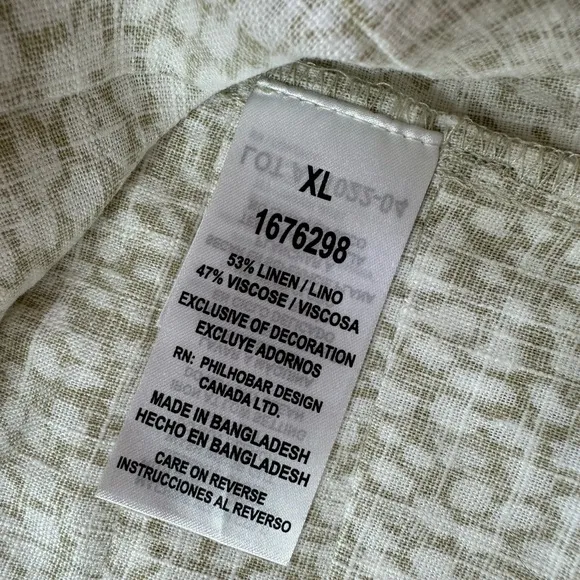 XL
1676298
53% LINEN / LINO
47% VISCOSE / VISCOSA
EXCLUSIVE OF DECORATION
EXCLUYE ADORNOS
RN: PHILHOBAR DESIGN
CANADA LTD.
MADE IN BANGLADESH
HECHO EN BANGLADESH
CARE ON REVERSE
INSTRUCCIONES AL REVERSO